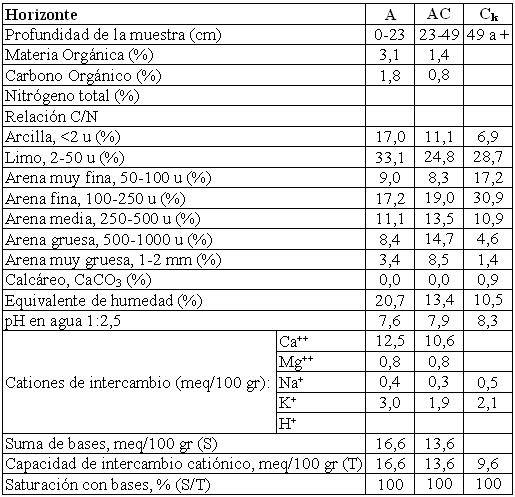 Horizonte A AC Ck
Profundidad de la muestra (cm) 0-23 23-49 49 a +
Materia Orgánica (%) 3,1 1,4
Carbono Orgánico (%) 1,8 0,8
Nitrógeno total (%)
Relación C/N
Arcilla, <2 u (%) 17,0 11,1 6,9
Limo, 2-50 u (%) 33,1 24,8 28,7
Arena muy fina, 50-100 u (%) 9,0 8,3 17,2
Arena fina, 100-250 u (%) 17,2 19,0 30,9
Arena media, 250-500 u (%) 11,1 13,5 10,9
Arena gruesa, 500-1000 u (%) 8,4 14,7 4,6
Arena muy gruesa, 1-2 mm (%) 3,4 8,5 1,4
Calcáreo, CaCO3 (%) 0,0 0,0 0,9
Equivalente de humedad (%) 20,7 13,4 10,5
pH en agua 1:2,5 7,6 7,9 8,3
Cationes de intercambio (meq/100 gr):
Ca++ 12,5 10,6
Mg++ 0,8 0,8
Na+ 0,4 0,3 0,5
K+ 3,0 1,9 2,1
H+
Suma de bases, meq/100 gr (S) 16,6 13,6
Capacidad de intercambio catiónico, meq/100 gr (T) 16,6 13,6 9,6
Saturación con bases, % (S/T) 100 100 100